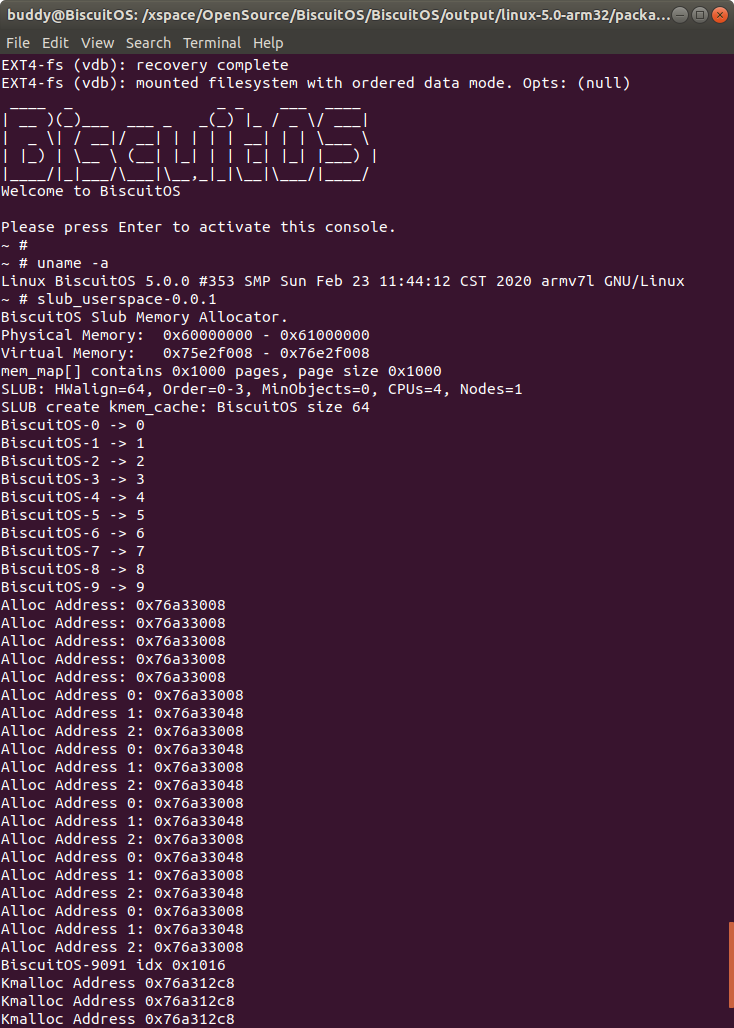 buddy@BiscuitOS: /xspace/OpenSource/BiscuitOS/BiscuitOS/output/linux-5.0-arm32/packa...
File Edit View Search Terminal Help
EXT4-fs (vdb): recovery complete
EXT4-fs (vdb): mounted filesystem with ordered data mode. Opts: (null)
BiscuitOS
Welcome to BiscuitOS
Please press Enter to activate this console.
~ #
~ # uname -a
Linux BiscuitOS 5.0.0 #353 SMP Sun Feb 23 11:44:12 CST 2020 armv7l GNU/Linux
~ # slub_userspace-0.0.1
BiscuitOS Slub Memory Allocator.
Physical Memory:  0x60000000 - 0x61000000
Virtual Memory:   0x75e2f008 - 0x76e2f008
mem_map[] contains 0x1000 pages, page size 0x1000
SLUB: HWalign=64, Order=0-3, MinObjects=0, CPUs=4, Nodes=1
SLUB create kmem_cache: BiscuitOS size 64
BiscuitOS-0 -> 0
BiscuitOS-1 -> 1
BiscuitOS-2 -> 2
BiscuitOS-3 -> 3
BiscuitOS-4 -> 4
BiscuitOS-5 -> 5
BiscuitOS-6 -> 6
BiscuitOS-7 -> 7
BiscuitOS-8 -> 8
BiscuitOS-9 -> 9
Alloc Address: 0x76a33008
Alloc Address: 0x76a33008
Alloc Address: 0x76a33008
Alloc Address: 0x76a33008
Alloc Address: 0x76a33008
Alloc Address 0: 0x76a33008
Alloc Address 1: 0x76a33048
Alloc Address 2: 0x76a33008
Alloc Address 0: 0x76a33048
Alloc Address 1: 0x76a33008
Alloc Address 2: 0x76a33048
Alloc Address 0: 0x76a33008
Alloc Address 1: 0x76a33048
Alloc Address 2: 0x76a33008
Alloc Address 0: 0x76a33048
Alloc Address 1: 0x76a33008
Alloc Address 2: 0x76a33048
Alloc Address 0: 0x76a33008
Alloc Address 1: 0x76a33048
Alloc Address 2: 0x76a33008
BiscuitOS-9091 idx 0x1016
Kmalloc Address 0x76a312c8
Kmalloc Address 0x76a312c8
Kmalloc Address 0x76a312c8